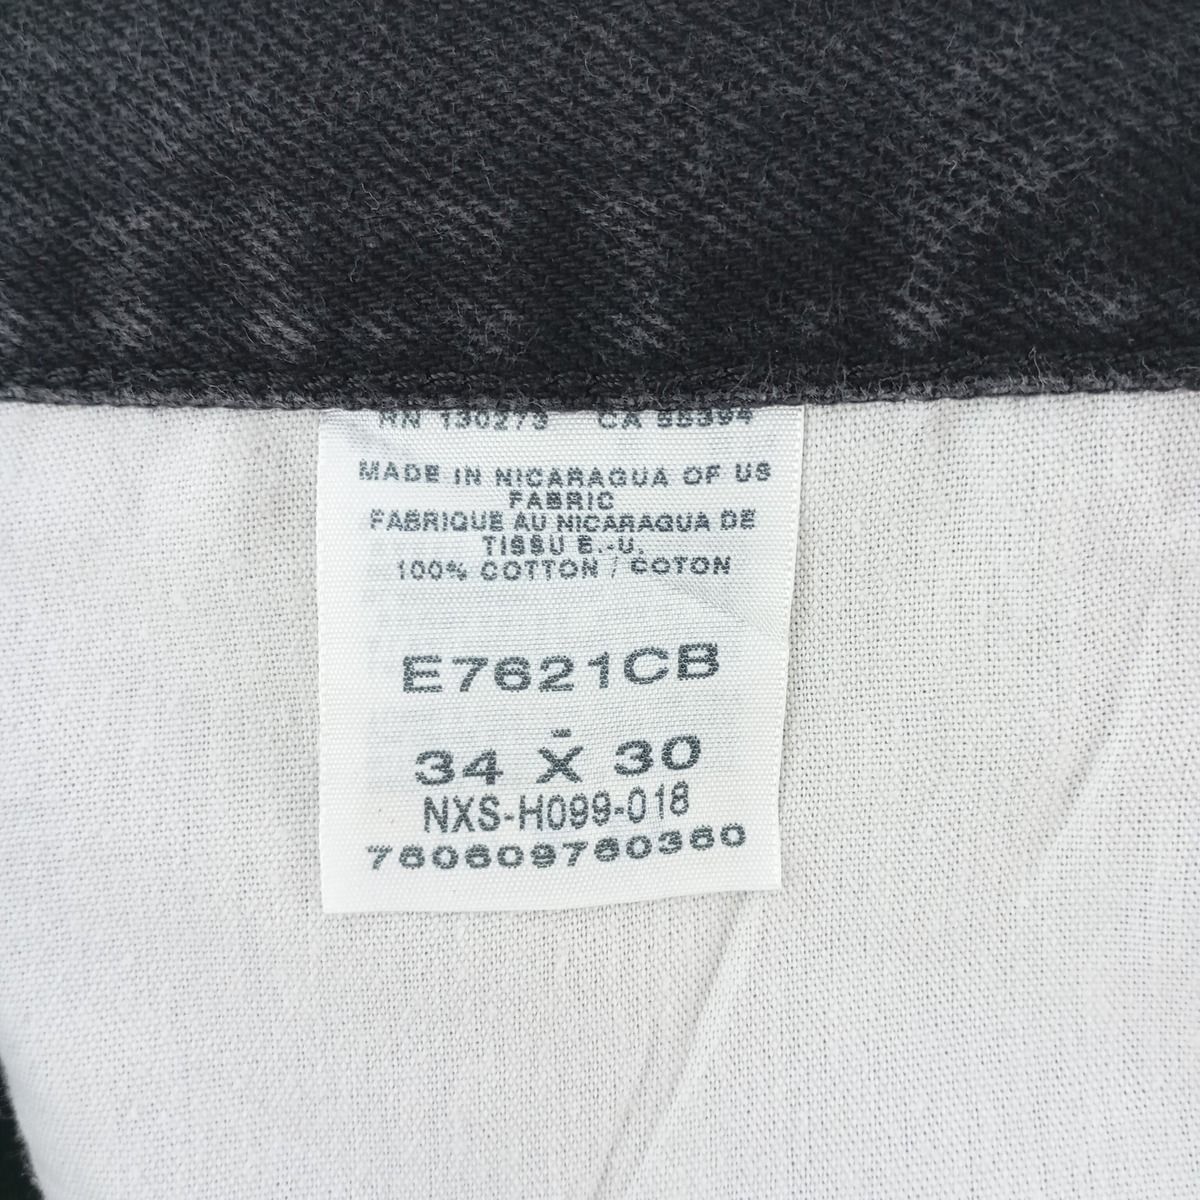 RN 130273 CA 55394
MADE IN NICARAGUA OF US
FABRIC
FABRIQUE AU NICARAGUA DE
TISSU E.-U.
100% COTTON / COTON
E7621CB
-
34 X 30
NXS-H099-018
760609760360